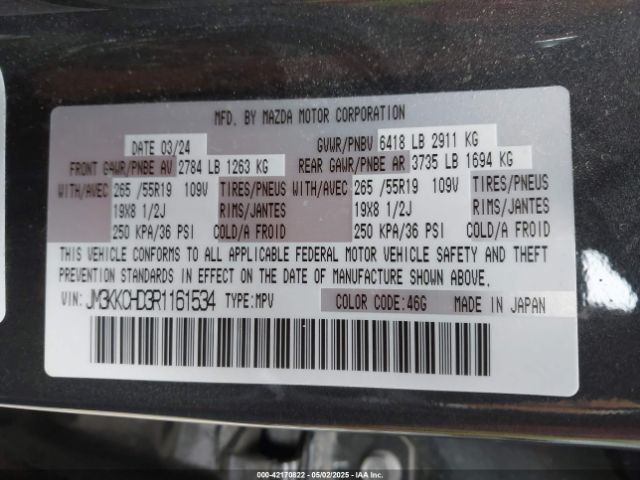 MFD. BY MAZDA MOTOR CORPORATION
DATE 03/24 GVWR/PNBV 6418 LB 2911 KG
FRONT GAWR/PNBE AV 2784 LB 1263 KG REAR GAWR/PNBE AR 3735 LB 1694 KG
WITH/AVEC 265 /55R19 109V TIRES/PNEUS WITH/AVEC 265 /55R19 109V TIRES/PNEUS
19X8 1/2J RIMS/JANTES 19X8 1/2J RIMS/JANTES
250 KPA/36 PSI COLD/A FROID 250 KPA/36 PSI COLD/A FROID
THIS VEHICLE CONFORMS TO ALL APPLICABLE FEDERAL MOTOR VEHICLE SAFETY AND THEFT
PREVENTION STANDARDS IN EFFECT ON THE DATE OF MANUFACTURE SHOWN ABOVE.
VIN: JM3KKCHD3R1161534 TYPE:MPV COLOR CODE:46G MADE IN JAPAN
000-42170822 - 05/02/2025 - IAA Inc.